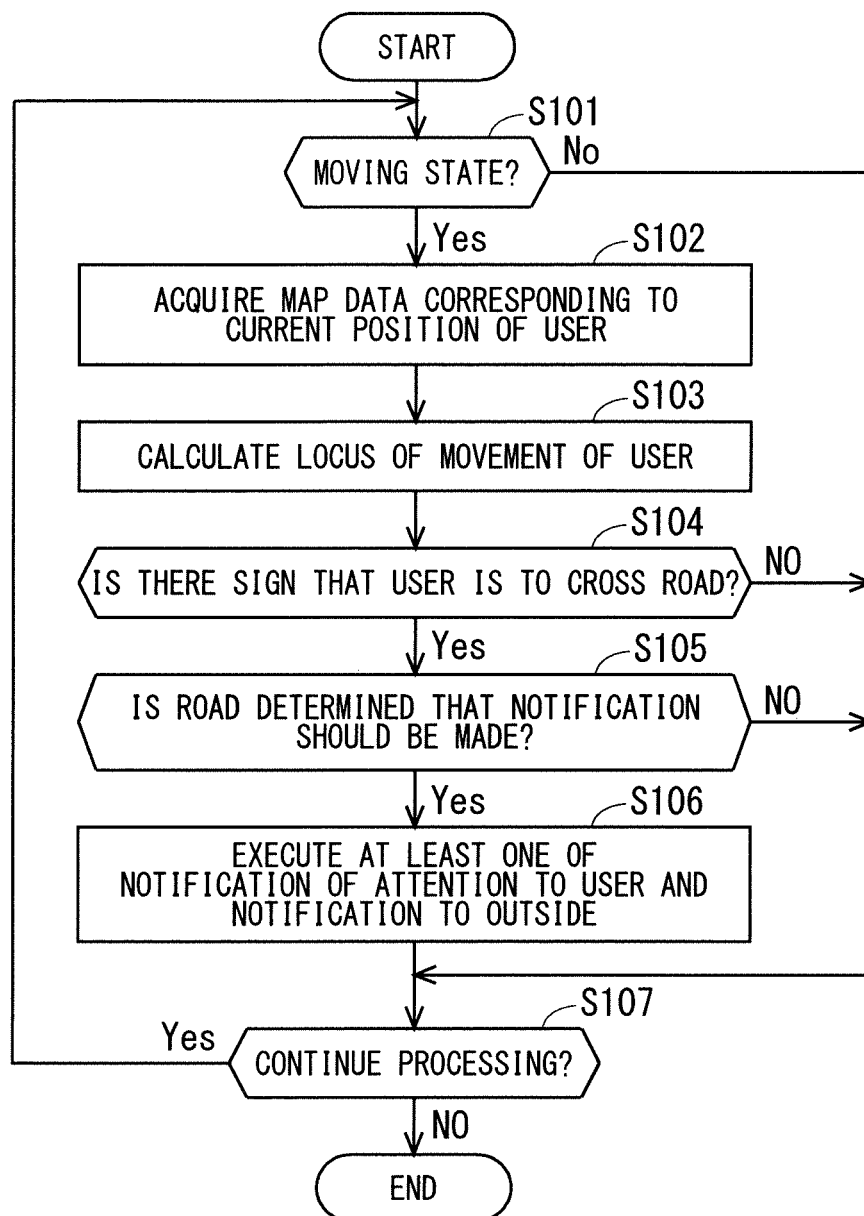 START
S101
MOVING STATE?
No
Yes
S102
ACQUIRE MAP DATA CORRESPONDING TO
CURRENT POSITION OF USER
S103
CALCULATE LOCUS OF MOVEMENT OF USER
S104
IS THERE SIGN THAT USER IS TO CROSS ROAD?
NO
Yes
S105
IS ROAD DETERMINED THAT NOTIFICATION
SHOULD BE MADE?
NO
Yes
S106
EXECUTE AT LEAST ONE OF
NOTIFICATION OF ATTENTION TO USER AND
NOTIFICATION TO OUTSIDE
S107
Yes
CONTINUE PROCESSING?
NO
END